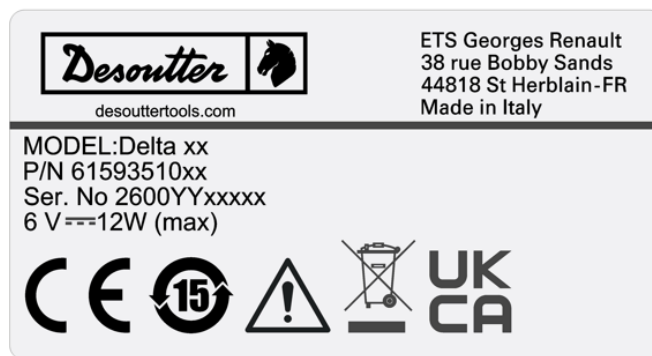 Desoutter
desouttertools.com
ETS Georges Renault
38 rue Bobby Sands
44818 St Herblain-FR
Made in Italy
MODEL:Delta xx
P/N 61593510xx
Ser. No 2600YYxxxxx
6 V⎓12W (max)
CE
15
UK
CA